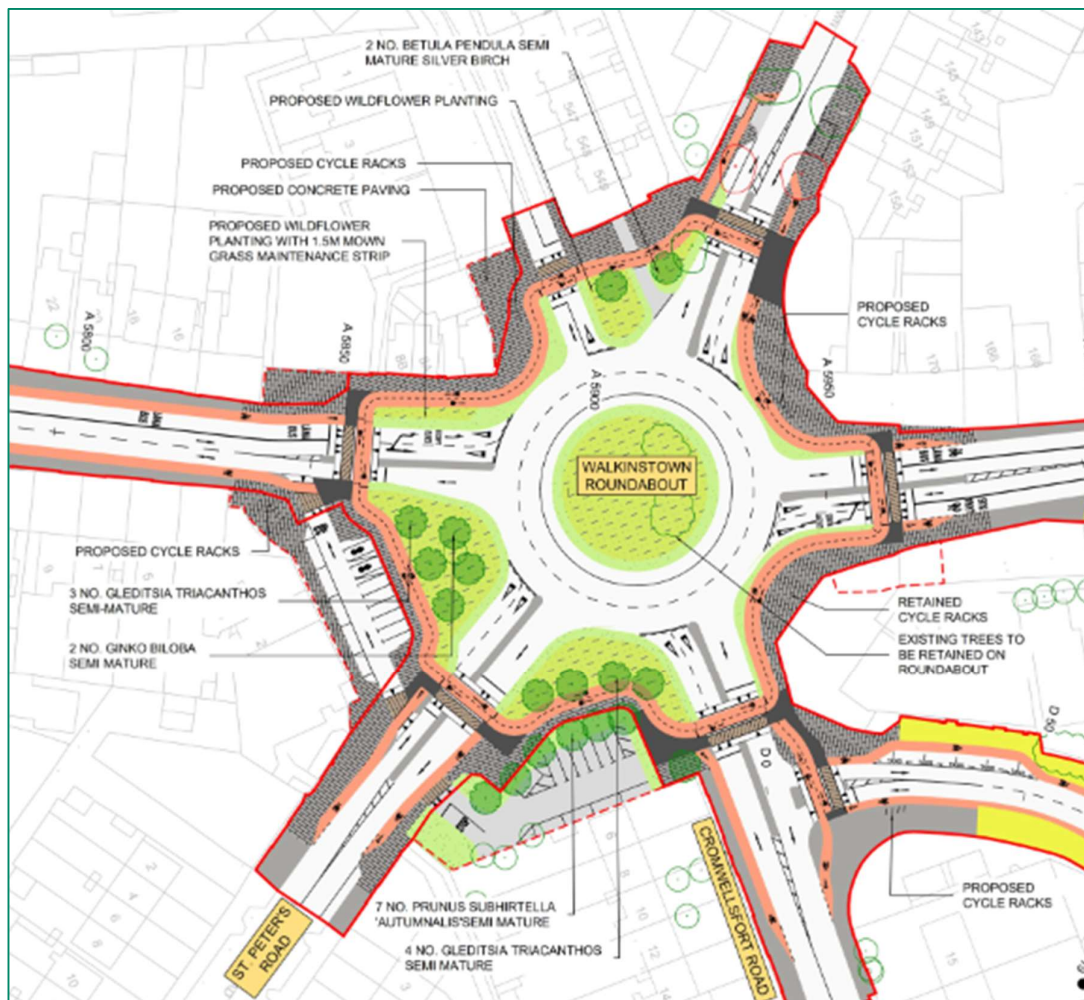 2 NO. BETULA PENDULA SEMI
MATURE SILVER BIRCH
PROPOSED WILDFLOWER PLANTING
PROPOSED CYCLE RACKS
PROPOSED CONCRETE PAVING
PROPOSED WILDFLOWER
PLANTING WITH 1.5M MOWN
GRASS MAINTENANCE STRIP
PROPOSED
CYCLE RACKS
A 5800
A 5850
A 5900
A 5950
WALKINSTOWN
ROUNDABOUT
PROPOSED CYCLE RACKS
3 NO. GLEDITSIA TRIACANTHOS
SEMI-MATURE
2 NO. GINKO BILOBA
SEMI MATURE
RETAINED
CYCLE RACKS
EXISTING TREES TO
BE RETAINED ON
ROUNDABOUT
D 50
D 0
ST. PETER'S
ROAD
CROMWELLSFORT ROAD
7 NO. PRUNUS SUBHIRTELLA
'AUTUMNALIS'SEMI MATURE
4 NO. GLEDITSIA TRIACANTHOS
SEMI MATURE
PROPOSED
CYCLE RACKS